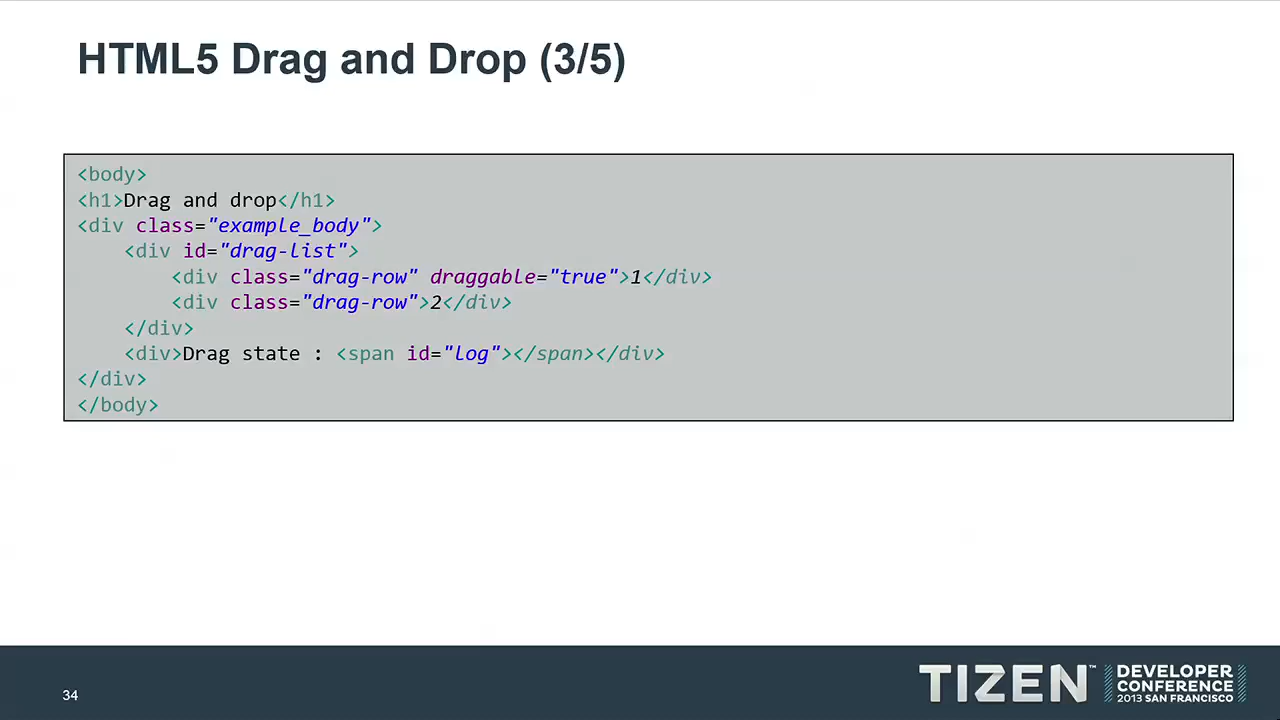 HTML5 Drag and Drop (3/5)
<body>
<h1>Drag and drop</h1>
<div class="example_body">
    <div id="drag-list">
        <div class="drag-row" draggable="true">1</div>
        <div class="drag-row">2</div>
    </div>
    <div>Drag state : <span id="log"></span></div>
</div>
</body>
34
TIZEN™
DEVELOPER
CONFERENCE
2013 SAN FRANCISCO